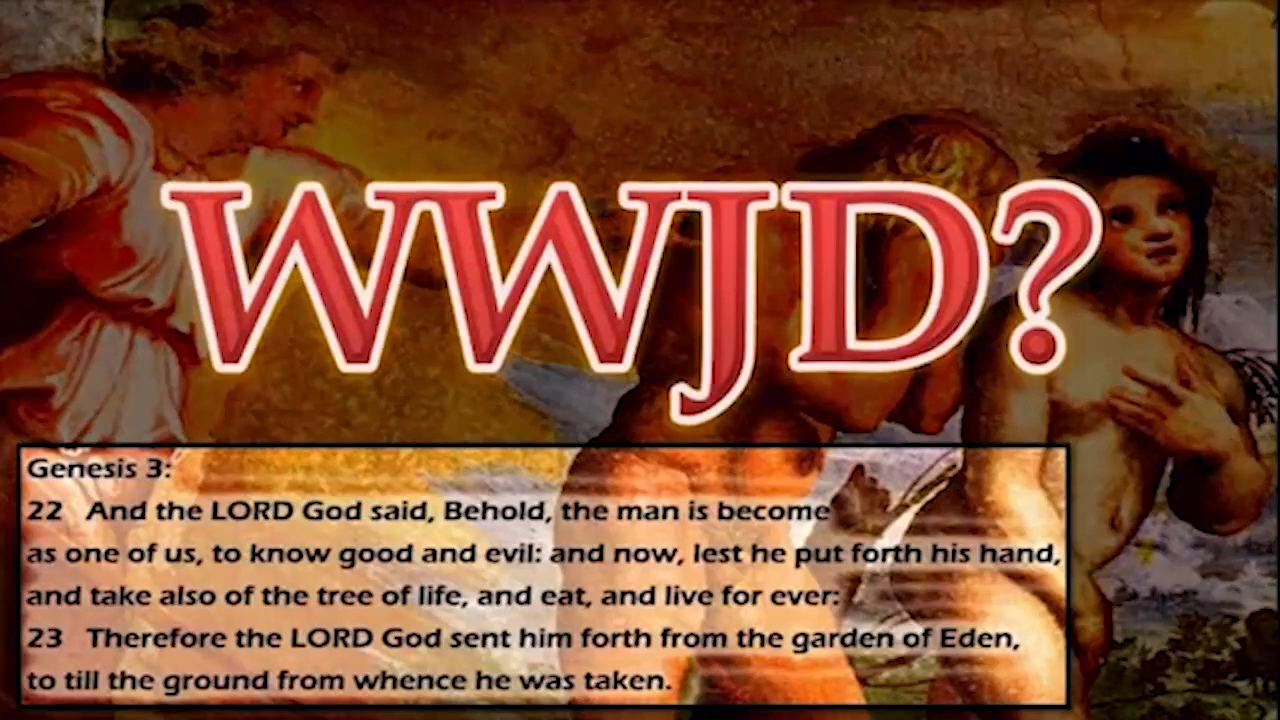 WWJD?
Genesis 3:
22 And the LORD God said, Behold, the man is become
as one of us, to know good and evil: and now, lest he put forth his hand,
and take also of the tree of life, and eat, and live for ever:
23 Therefore the LORD God sent him forth from the garden of Eden,
to till the ground from whence he was taken.